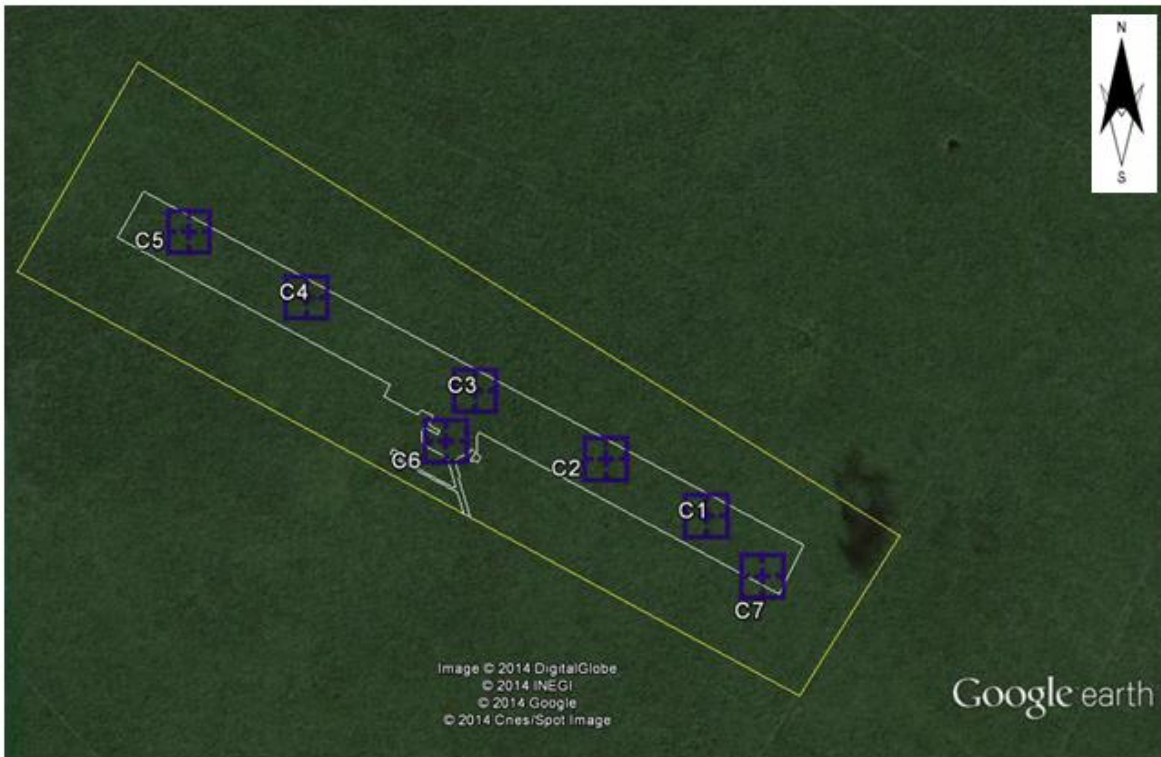 N
S
C5
C4
C3
C6
C2
C1
C7
Image © 2014 DigitalGlobe
© 2014 INEGI
© 2014 Google
© 2014 Cnes/Spot Image
Google earth